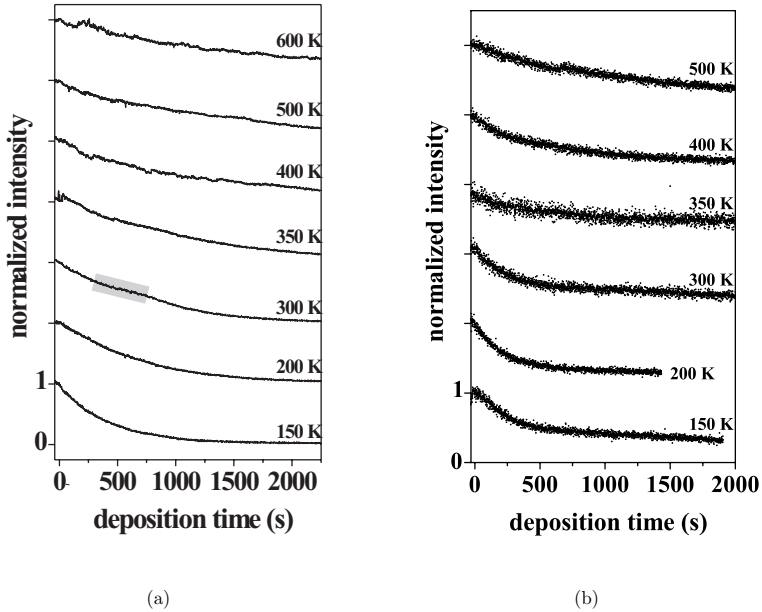 normalized intensity
600 K
500 K
400 K
350 K
300 K
200 K
150 K
1
0
0 500 1000 1500 2000
deposition time (s)
(a)
normalized intensity
500 K
400 K
350 K
300 K
200 K
150 K
1
0
0 500 1000 1500 2000
deposition time (s)
(b)